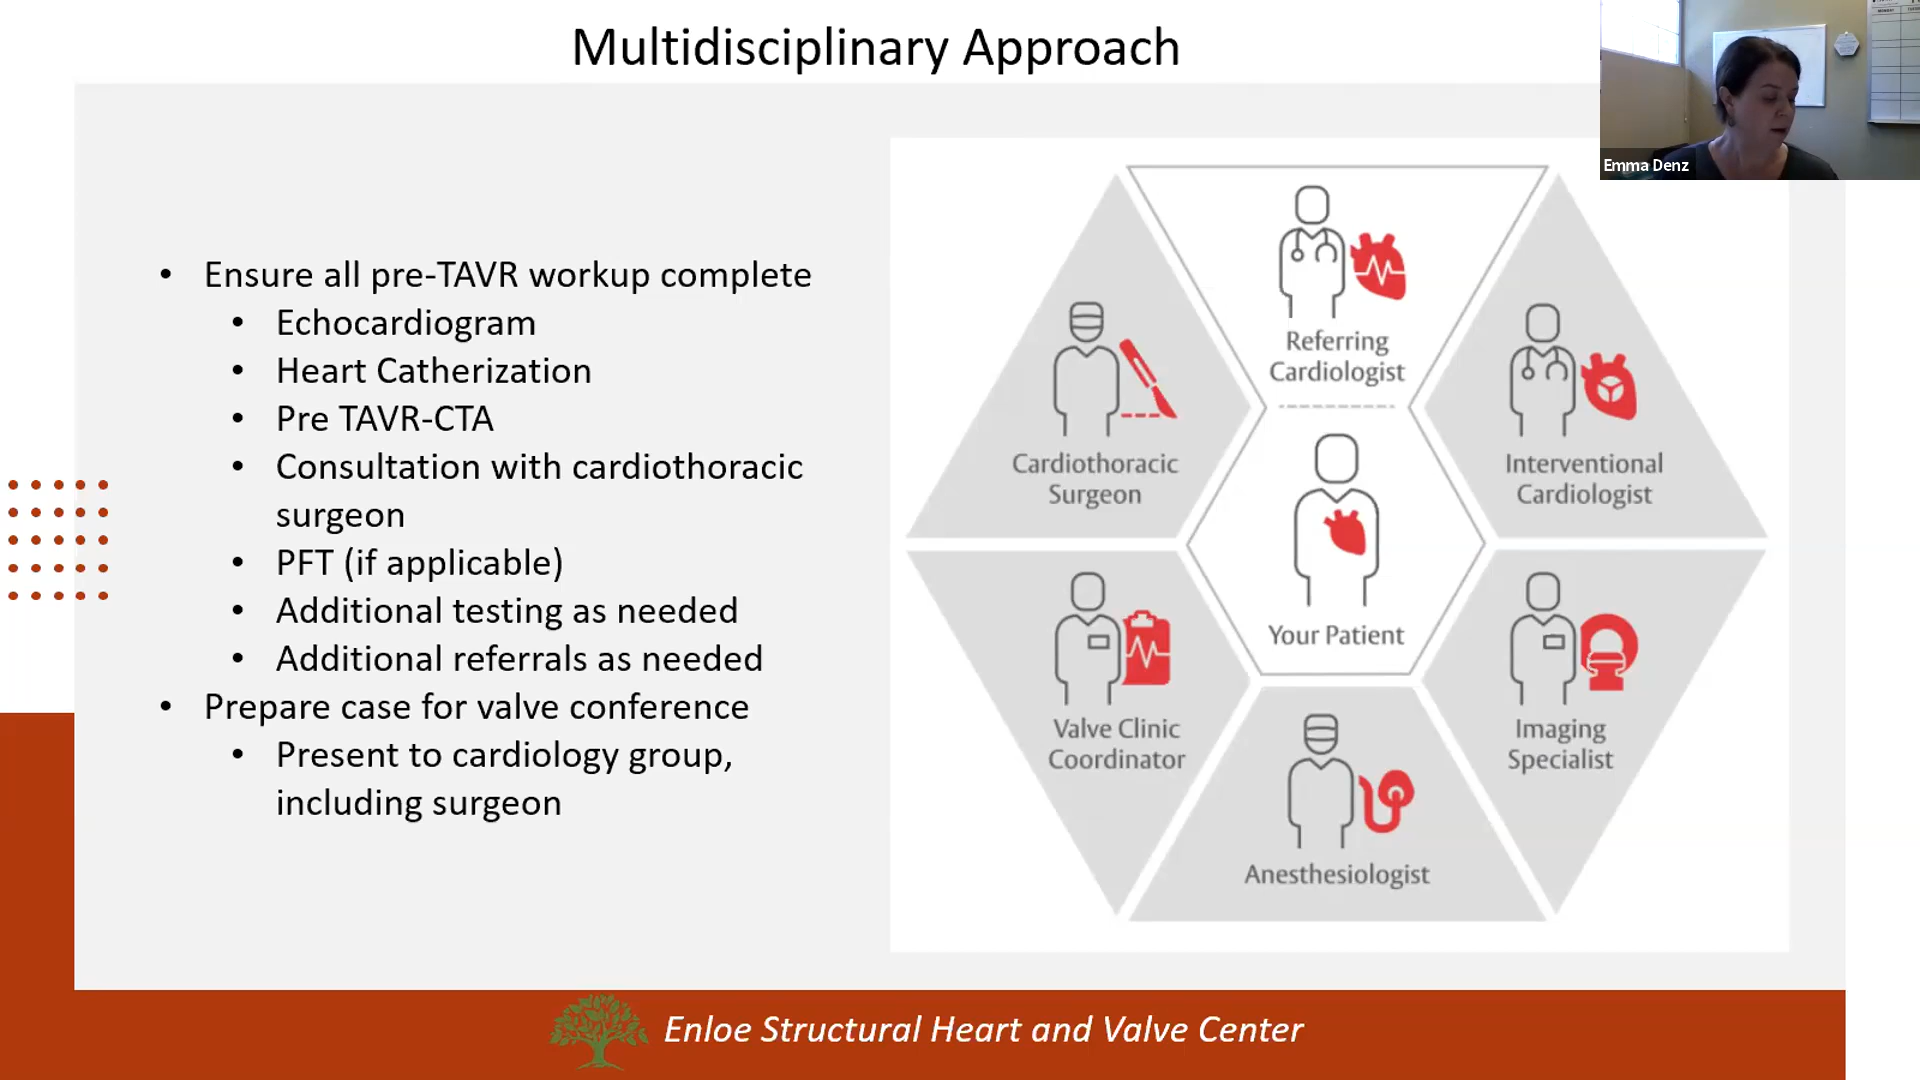 Multidisciplinary Approach
Emma Denz
• Ensure all pre-TAVR workup complete
• Echocardiogram
• Heart Catherization
• Pre TAVR-CTA
• Consultation with cardiothoracic
surgeon
• PFT (if applicable)
• Additional testing as needed
• Additional referrals as needed
• Prepare case for valve conference
• Present to cardiology group,
including surgeon
Referring
Cardiologist
Cardiothoracic
Surgeon
Interventional
Cardiologist
Your Patient
Valve Clinic
Coordinator
Imaging
Specialist
Anesthesiologist
Enloe Structural Heart and Valve Center